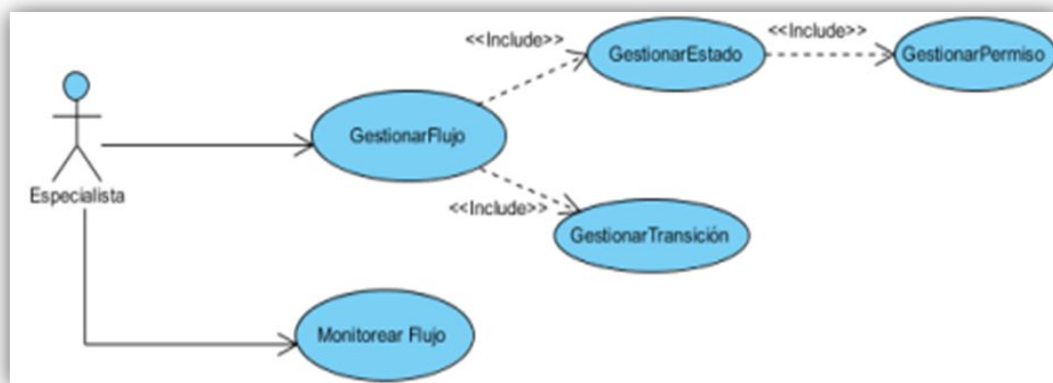 <<Include>>
<<Include>>
GestionarEstado
GestionarPermiso
GestionarFlujo
Especialista
<<Include>>
GestionarTransición
Monitorear Flujo